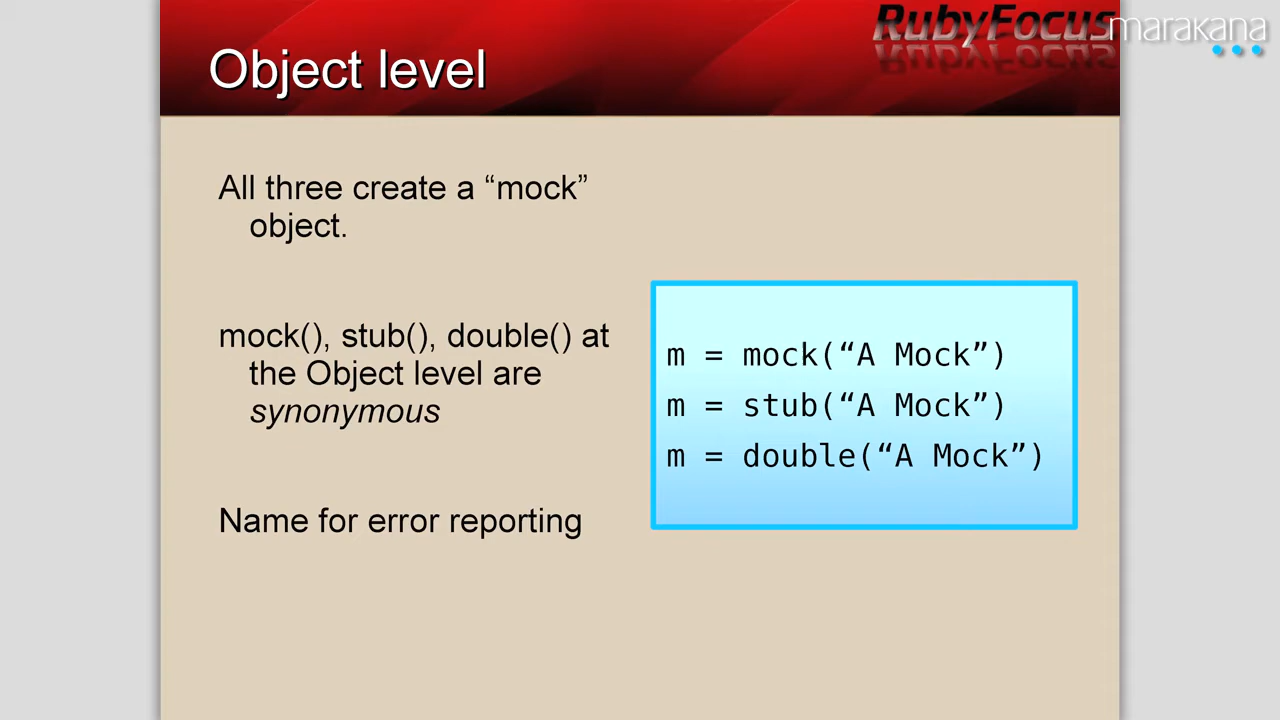 RubyFocus
marakana
Object level
All three create a “mock”
object.
mock(), stub(), double() at
the Object level are
synonymous
Name for error reporting
m = mock(“A Mock”)
m = stub(“A Mock”)
m = double(“A Mock”)